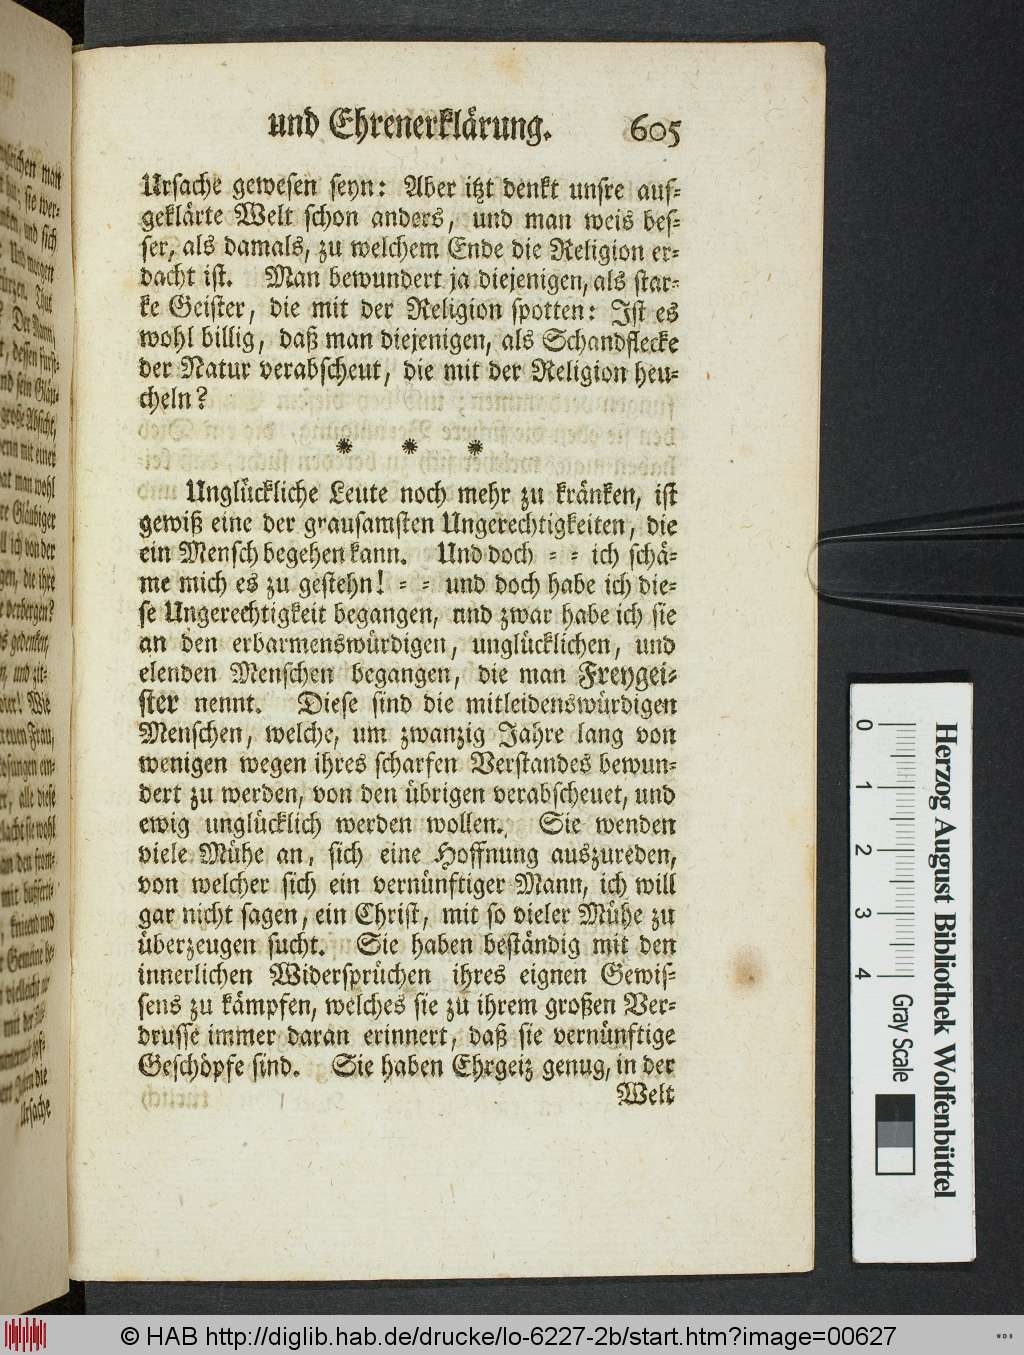 und Ehrenerklärung. 605
Ursache gewesen seyn: Aber itzt denkt unsre auf-
geklärte Welt schon anders, und man weis bes-
ser, als damals, zu welchem Ende die Religion er-
dacht ist. Man bewundert ja diejenigen, als star-
ke Geister, die mit der Religion spotten: Ist es
wohl billig, daß man diejenigen, als Schandflecke
der Natur verabscheut, die mit der Religion heu-
cheln?
* * *
Unglückliche Leute noch mehr zu kränken, ist
gewiß eine der grausamsten Ungerechtigkeiten, die
ein Mensch begehen kann. Und doch - - ich schä-
me mich es zu gestehn! - - und doch habe ich die-
se Ungerechtigkeit begangen, und zwar habe ich sie
an den erbarmenswürdigen, unglücklichen, und
elenden Menschen begangen, die man Freygei-
ster nennt. Diese sind die mitleidenswürdigen
Menschen, welche, um zwanzig Jahre lang von
wenigen wegen ihres scharfen Verstandes bewun-
dert zu werden, von den übrigen verabscheuet, und
ewig unglücklich werden wollen. Sie wenden
viele Mühe an, sich eine Hoffnung auszureden,
von welcher sich ein vernünftiger Mann, ich will
gar nicht sagen, ein Christ, mit so vieler Mühe zu
überzeugen sucht. Sie haben beständig mit den
innerlichen Widersprüchen ihres eignen Gewis-
sens zu kämpfen, welches sie zu ihrem großen Ver-
drusse immer daran erinnert, daß sie vernünftige
Geschöpfe sind. Sie haben Ehrgeiz genug, in der
Welt
0 1 2 3 4 Gray Scale
Herzog August Bibliothek Wolfenbüttel
© HAB http://diglib.hab.de/drucke/lo-6227-2b/start.htm?image=00627